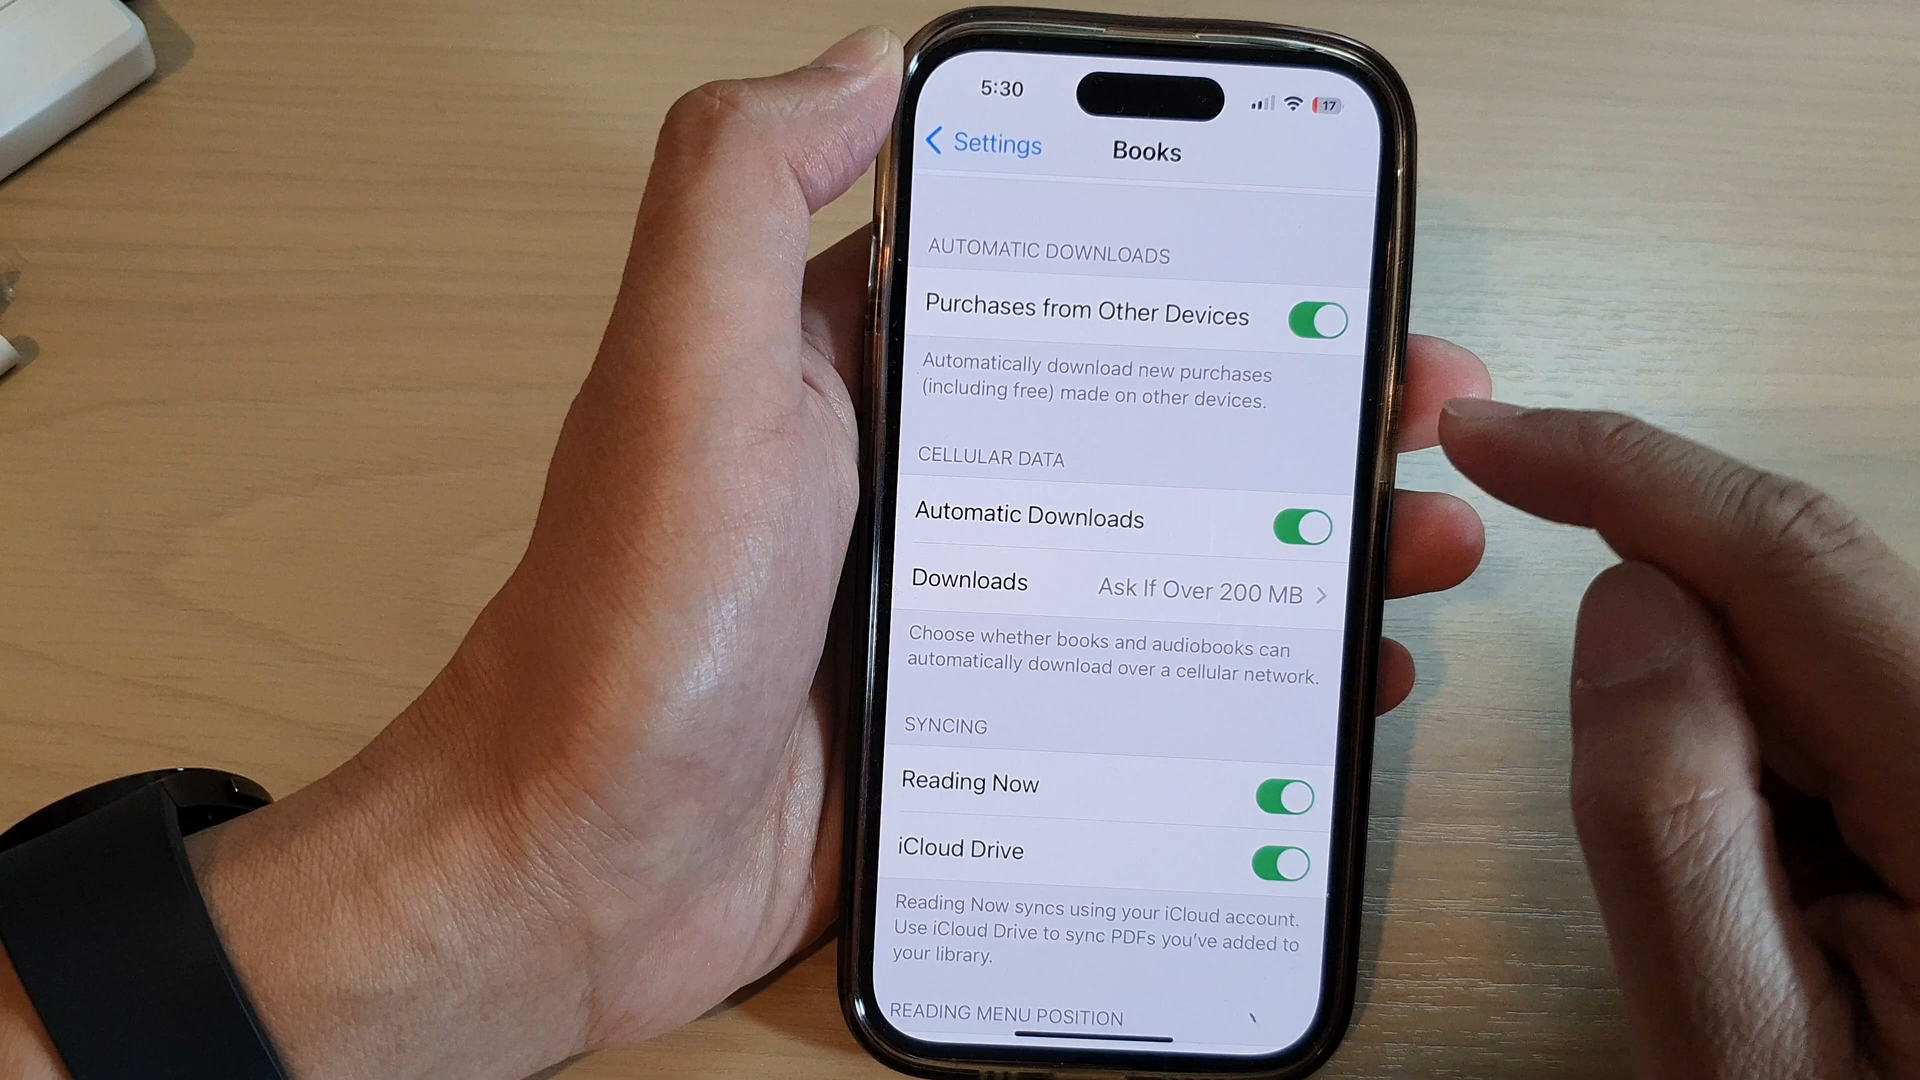 5:30
17
Settings
Books
AUTOMATIC DOWNLOADS
Purchases from Other Devices
Automatically download new purchases
(including free) made on other devices.
CELLULAR DATA
Automatic Downloads
Downloads Ask If Over 200 MB
Choose whether books and audiobooks can
automatically download over a cellular network.
SYNCING
Reading Now
iCloud Drive
Reading Now syncs using your iCloud account.
Use iCloud Drive to sync PDFs you've added to
your library.
READING MENU POSITION